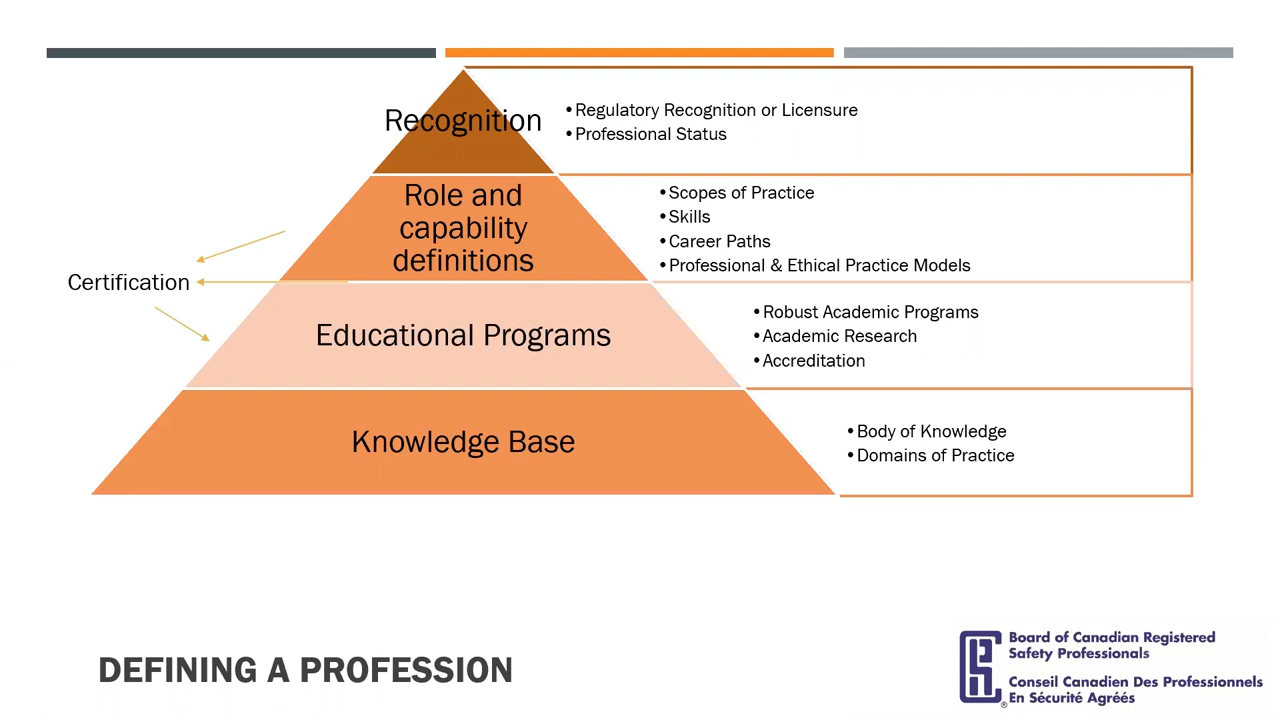 Recognition
• Regulatory Recognition or Licensure
• Professional Status
Role and
capability
definitions
• Scopes of Practice
• Skills
• Career Paths
• Professional & Ethical Practice Models
Certification
Educational Programs
• Robust Academic Programs
• Academic Research
• Accreditation
Knowledge Base
• Body of Knowledge
• Domains of Practice
DEFINING A PROFESSION
Board of Canadian Registered
Safety Professionals
Conseil Canadien Des Professionnels
En Sécurité Agréés
®